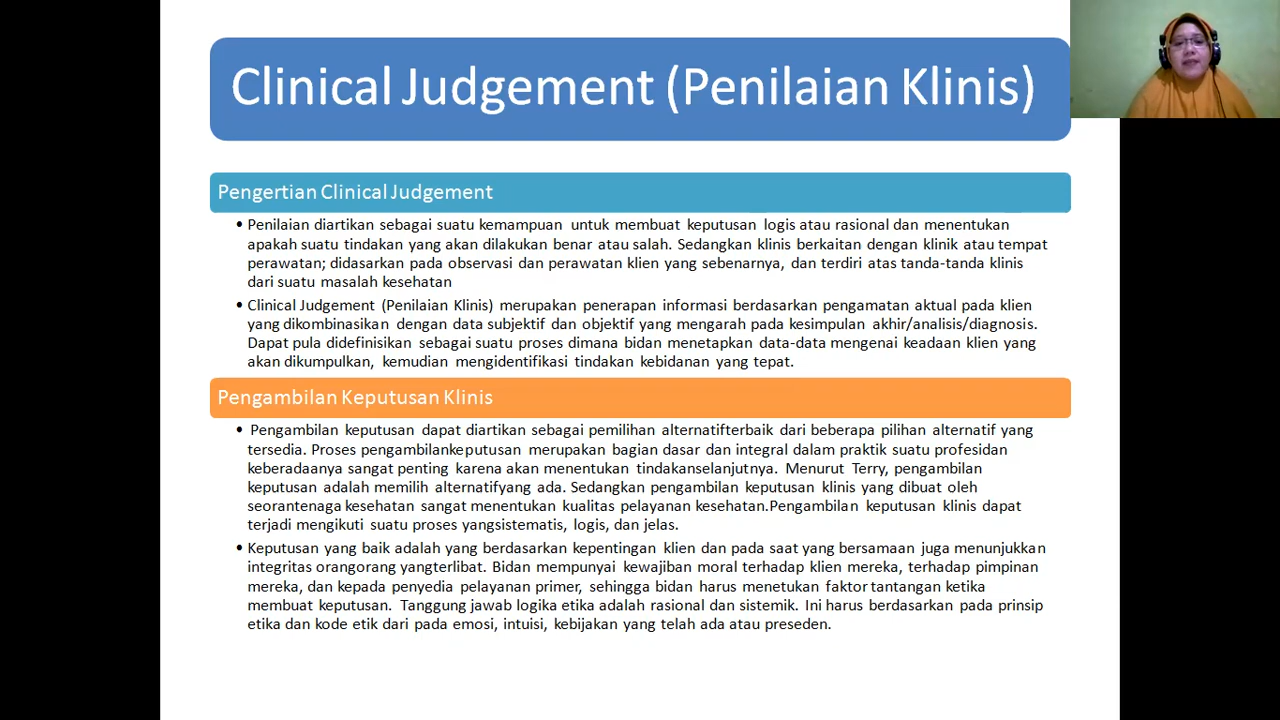 Clinical Judgement (Penilaian Klinis)
Pengertian Clinical Judgement
• Penilaian diartikan sebagai suatu kemampuan untuk membuat keputusan logis atau rasional dan menentukan
apakah suatu tindakan yang akan dilakukan benar atau salah. Sedangkan klinis berkaitan dengan klinik atau tempat
perawatan; didasarkan pada observasi dan perawatan klien yang sebenarnya, dan terdiri atas tanda-tanda klinis
dari suatu masalah kesehatan
• Clinical Judgement (Penilaian Klinis) merupakan penerapan informasi berdasarkan pengamatan aktual pada klien
yang dikombinasikan dengan data subjektif dan objektif yang mengarah pada kesimpulan akhir/analisis/diagnosis.
Dapat pula didefinisikan sebagai suatu proses dimana bidan menetapkan data-data mengenai keadaan klien yang
akan dikumpulkan, kemudian mengidentifikasi tindakan kebidanan yang tepat.
Pengambilan Keputusan Klinis
• Pengambilan keputusan dapat diartikan sebagai pemilihan alternatifterbaik dari beberapa pilihan alternatif yang
tersedia. Proses pengambilankeputusan merupakan bagian dasar dan integral dalam praktik suatu profesidan
keberadaanya sangat penting karena akan menentukan tindakanselanjutnya. Menurut Terry, pengambilan
keputusan adalah memilih alternatifyang ada. Sedangkan pengambilan keputusan klinis yang dibuat oleh
seorantenaga kesehatan sangat menentukan kualitas pelayanan kesehatan.Pengambilan keputusan klinis dapat
terjadi mengikuti suatu proses yangsistematis, logis, dan jelas.
• Keputusan yang baik adalah yang berdasarkan kepentingan klien dan pada saat yang bersamaan juga menunjukkan
integritas orangorang yangterlibat. Bidan mempunyai kewajiban moral terhadap klien mereka, terhadap pimpinan
mereka, dan kepada penyedia pelayanan primer, sehingga bidan harus menetukan faktor tantangan ketika
membuat keputusan. Tanggung jawab logika etika adalah rasional dan sistemik. Ini harus berdasarkan pada prinsip
etika dan kode etik dari pada emosi, intuisi, kebijakan yang telah ada atau preseden.